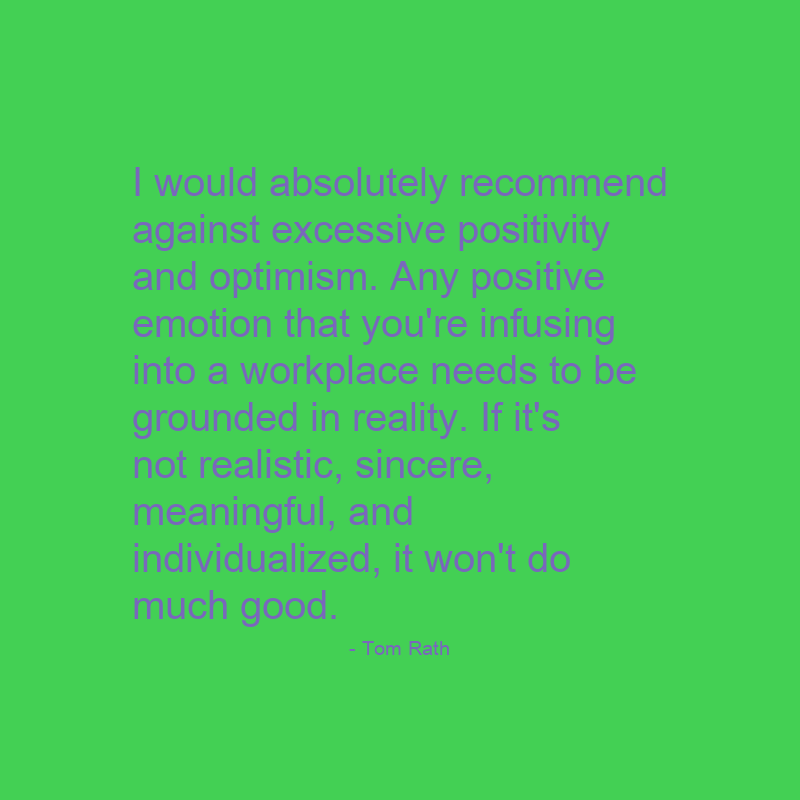 I would absolutely recommend
against excessive positivity
and optimism. Any positive
emotion that you're infusing
into a workplace needs to be
grounded in reality. If it's
not realistic, sincere,
meaningful, and
individualized, it won't do
much good.
- Tom Rath